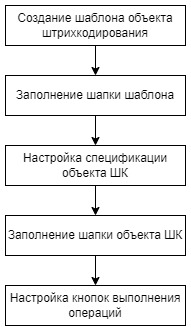 Создание шаблона объекта
штрихкодирования
Заполнение шапки шаблона
Настройка спецификации
объекта ШК
Заполнение шапки объекта ШК
Настройка кнопок выполнения
операций